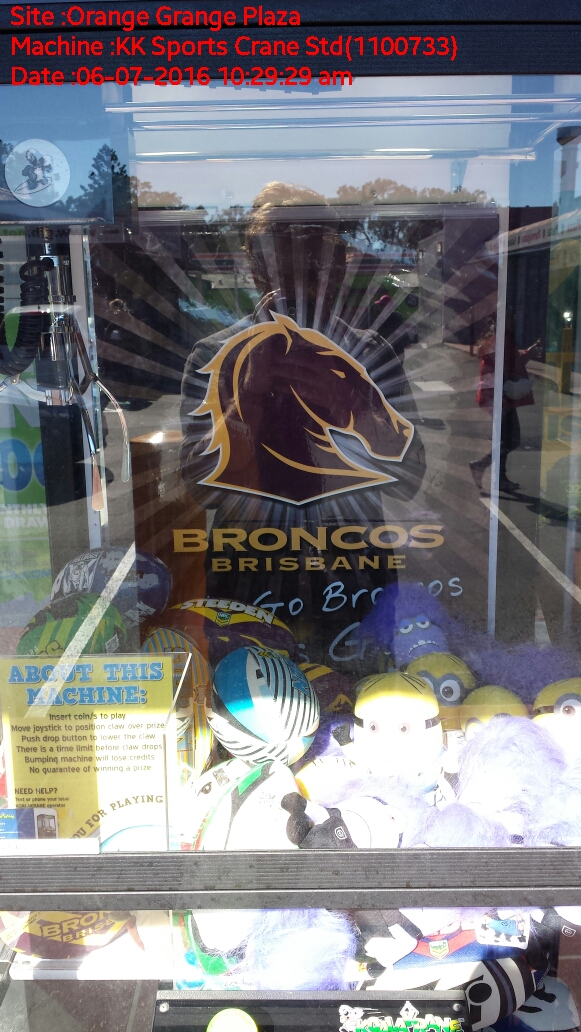 Site :Orange Grange Plaza
Machine :KK Sports Crane Std(1100733)
Date :06-07-2016 10:29:29 am
BRONCOS
BRISBANE
Go Broncos
STEEDEN
ABOUT THIS
MACHINE:
Insert coin/s to play
Move joystick to position claw over prize
Push drop button to lower the claw
There is a time limit before claw drops
Bumping machine will lose credits
No guarantee of winning a prize
NEED HELP?
FOR PLAYING